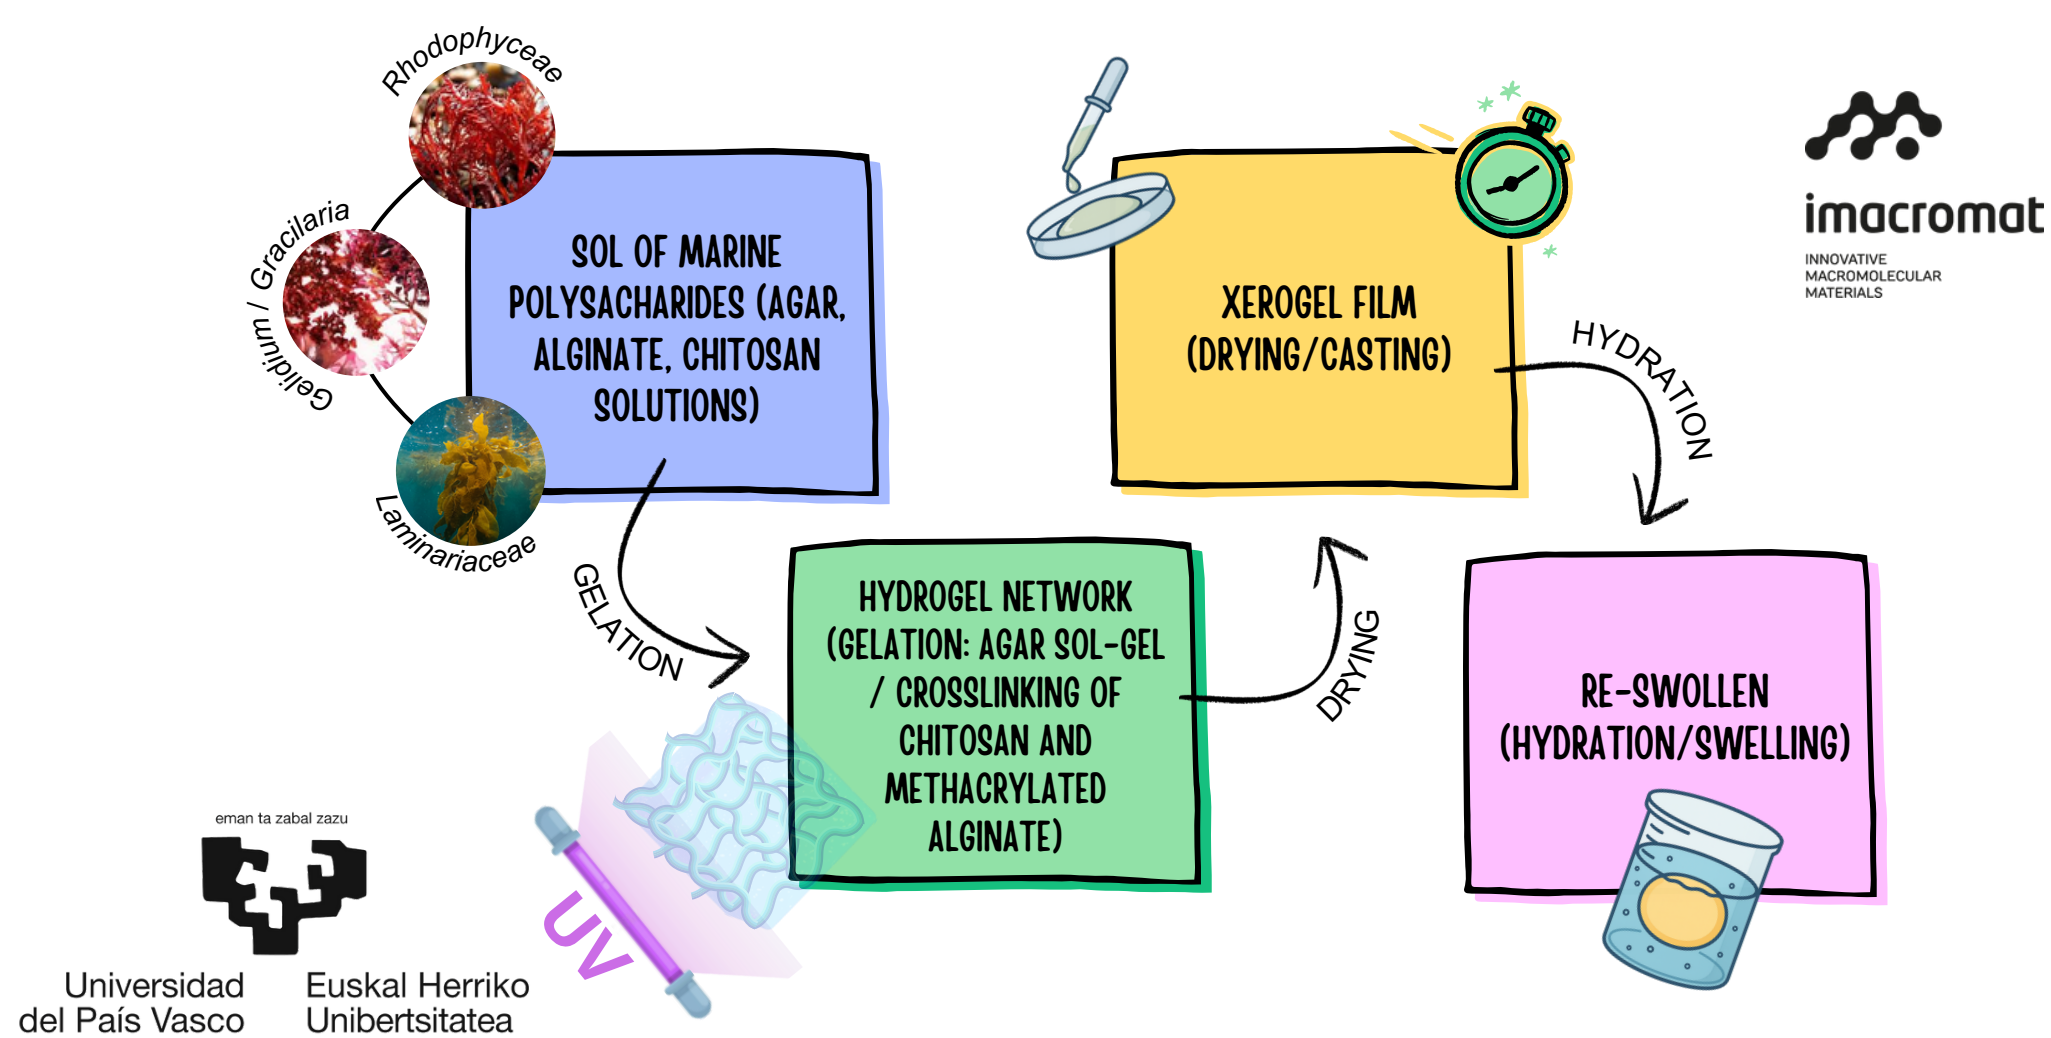 Rhodophyceae
Gelidium / Gracilaria
Laminariaceae
SOL OF MARINE
POLYSACHARIDES (AGAR,
ALGINATE, CHITOSAN
SOLUTIONS)
GELATION
HYDROGEL NETWORK
(GELATION: AGAR SOL-GEL
/ CROSSLINKING OF
CHITOSAN AND
METHACRYLATED
ALGINATE)
UV
DRYING
XEROGEL FILM
(DRYING/CASTING)
HYDRATION
RE-SWOLLEN
(HYDRATION/SWELLING)
imacromat
INNOVATIVE
MACROMOLECULAR
MATERIALS
eman ta zabal zazu
Universidad
del País Vasco
Euskal Herriko
Unibertsitatea